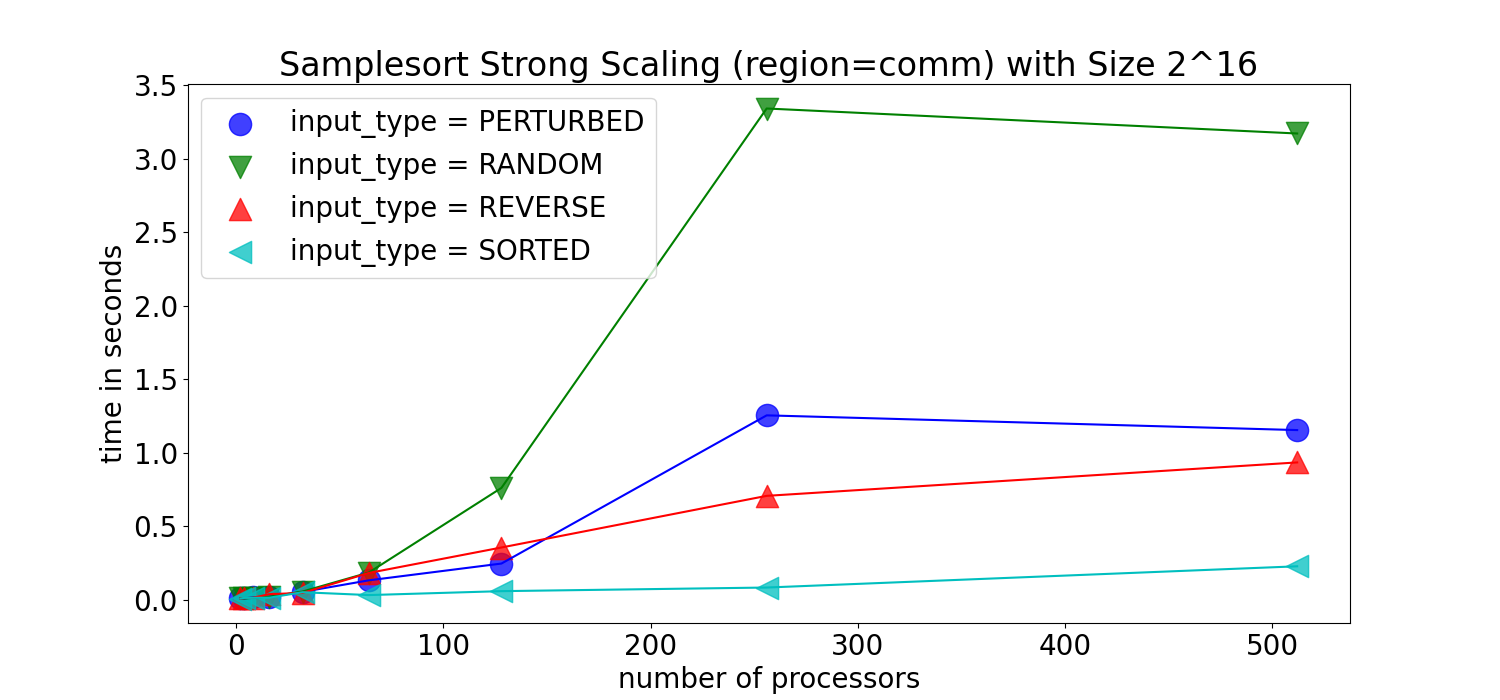 Samplesort Strong Scaling (region=comm) with Size 2^16
input_type = PERTURBED
input_type = RANDOM
input_type = REVERSE
input_type = SORTED
time in seconds
3.5
3.0
2.5
2.0
1.5
1.0
0.5
0.0
0 100 200 300 400 500
number of processors